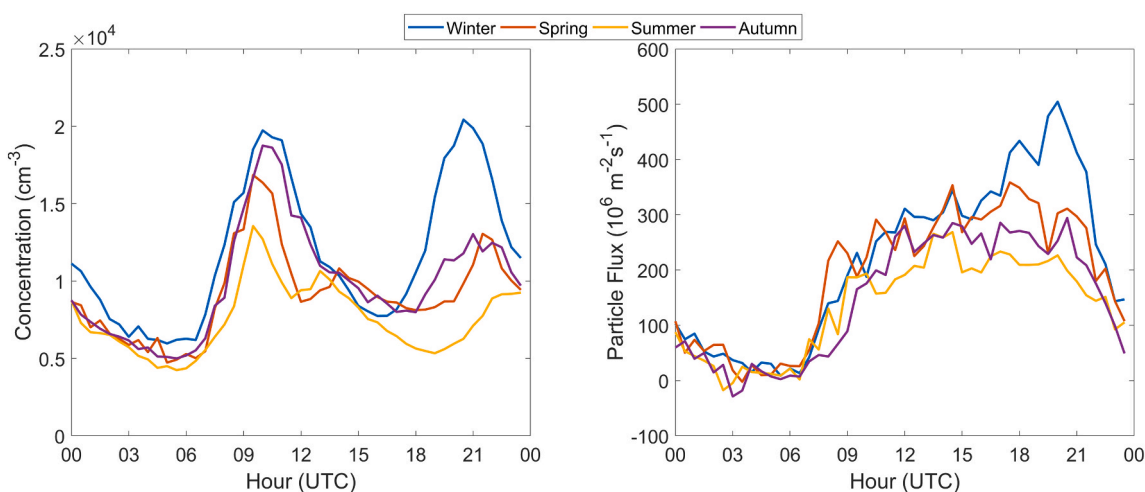 Winter Spring Summer Autumn
×10⁴
2.5
2
1.5
1
0.5
0
Concentration (cm⁻³)
00 03 06 09 12 15 18 21 00
Hour (UTC)
600
500
400
300
200
100
0
-100
Particle Flux (10⁶ m⁻²s⁻¹)
00 03 06 09 12 15 18 21 00
Hour (UTC)